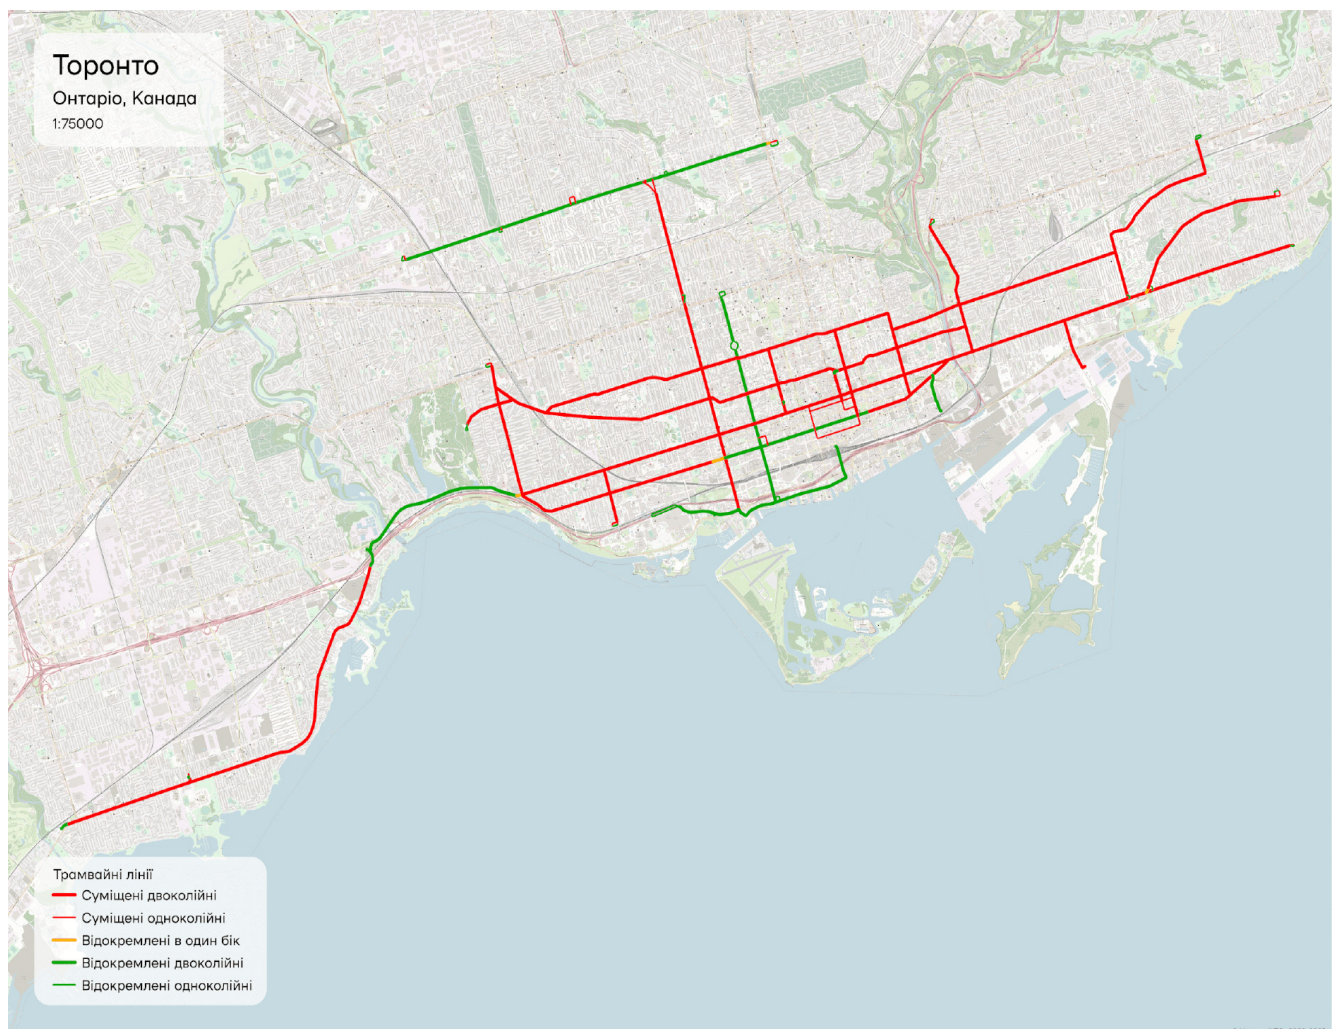 Торонто
Онтаріо, Канада
1:75000
Трамвайні лінії
Суміщені двоколійні
Суміщені одноколійні
Відокремлені в один бік
Відокремлені двоколійні
Відокремлені одноколійні